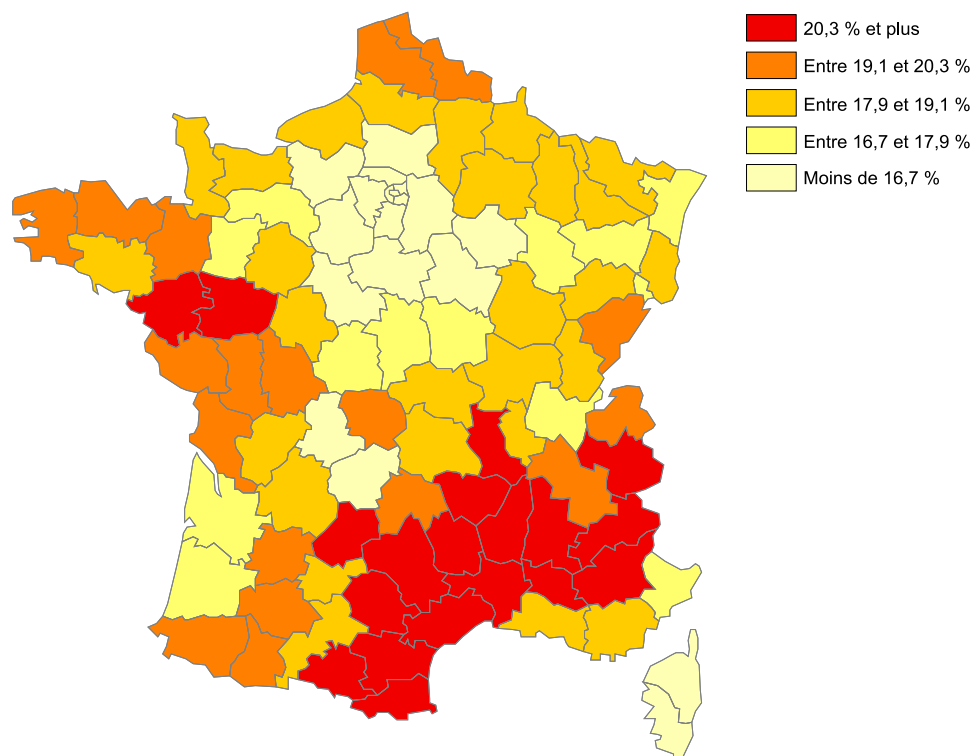 20,3 % et plus
Entre 19,1 et 20,3 %
Entre 17,9 et 19,1 %
Entre 16,7 et 17,9 %
Moins de 16,7 %